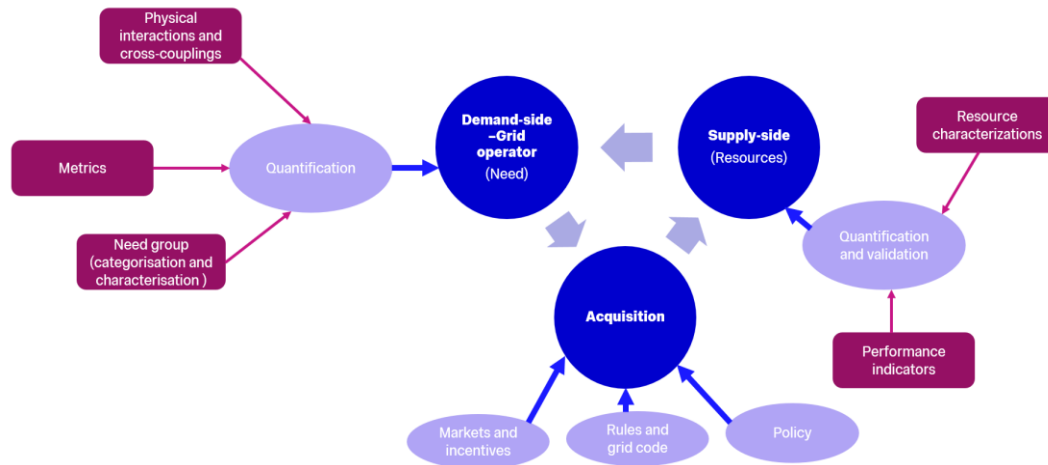 Physical
interactions and
cross-couplings
Metrics
Need group
(categorisation and
characterisation )
Quantification
Demand-side
–Grid
operator
(Need)
Supply-side
(Resources)
Resource
characterizations
Quantification
and validation
Performance
indicators
Acquisition
Markets and
incentives
Rules and
grid code
Policy